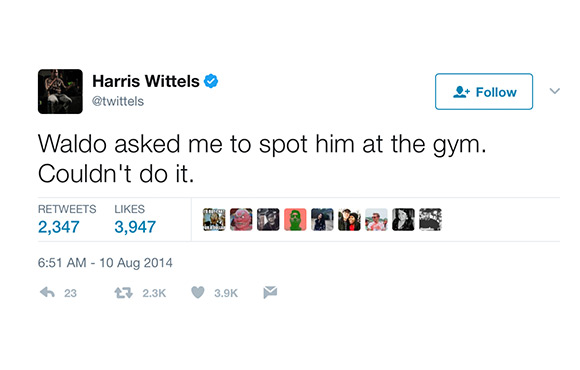 Harris Wittels
@twittels
Follow
Waldo asked me to spot him at the gym.
Couldn't do it.
RETWEETS LIKES
2,347 3,947
6:51 AM - 10 Aug 2014
23 2.3K 3.9K